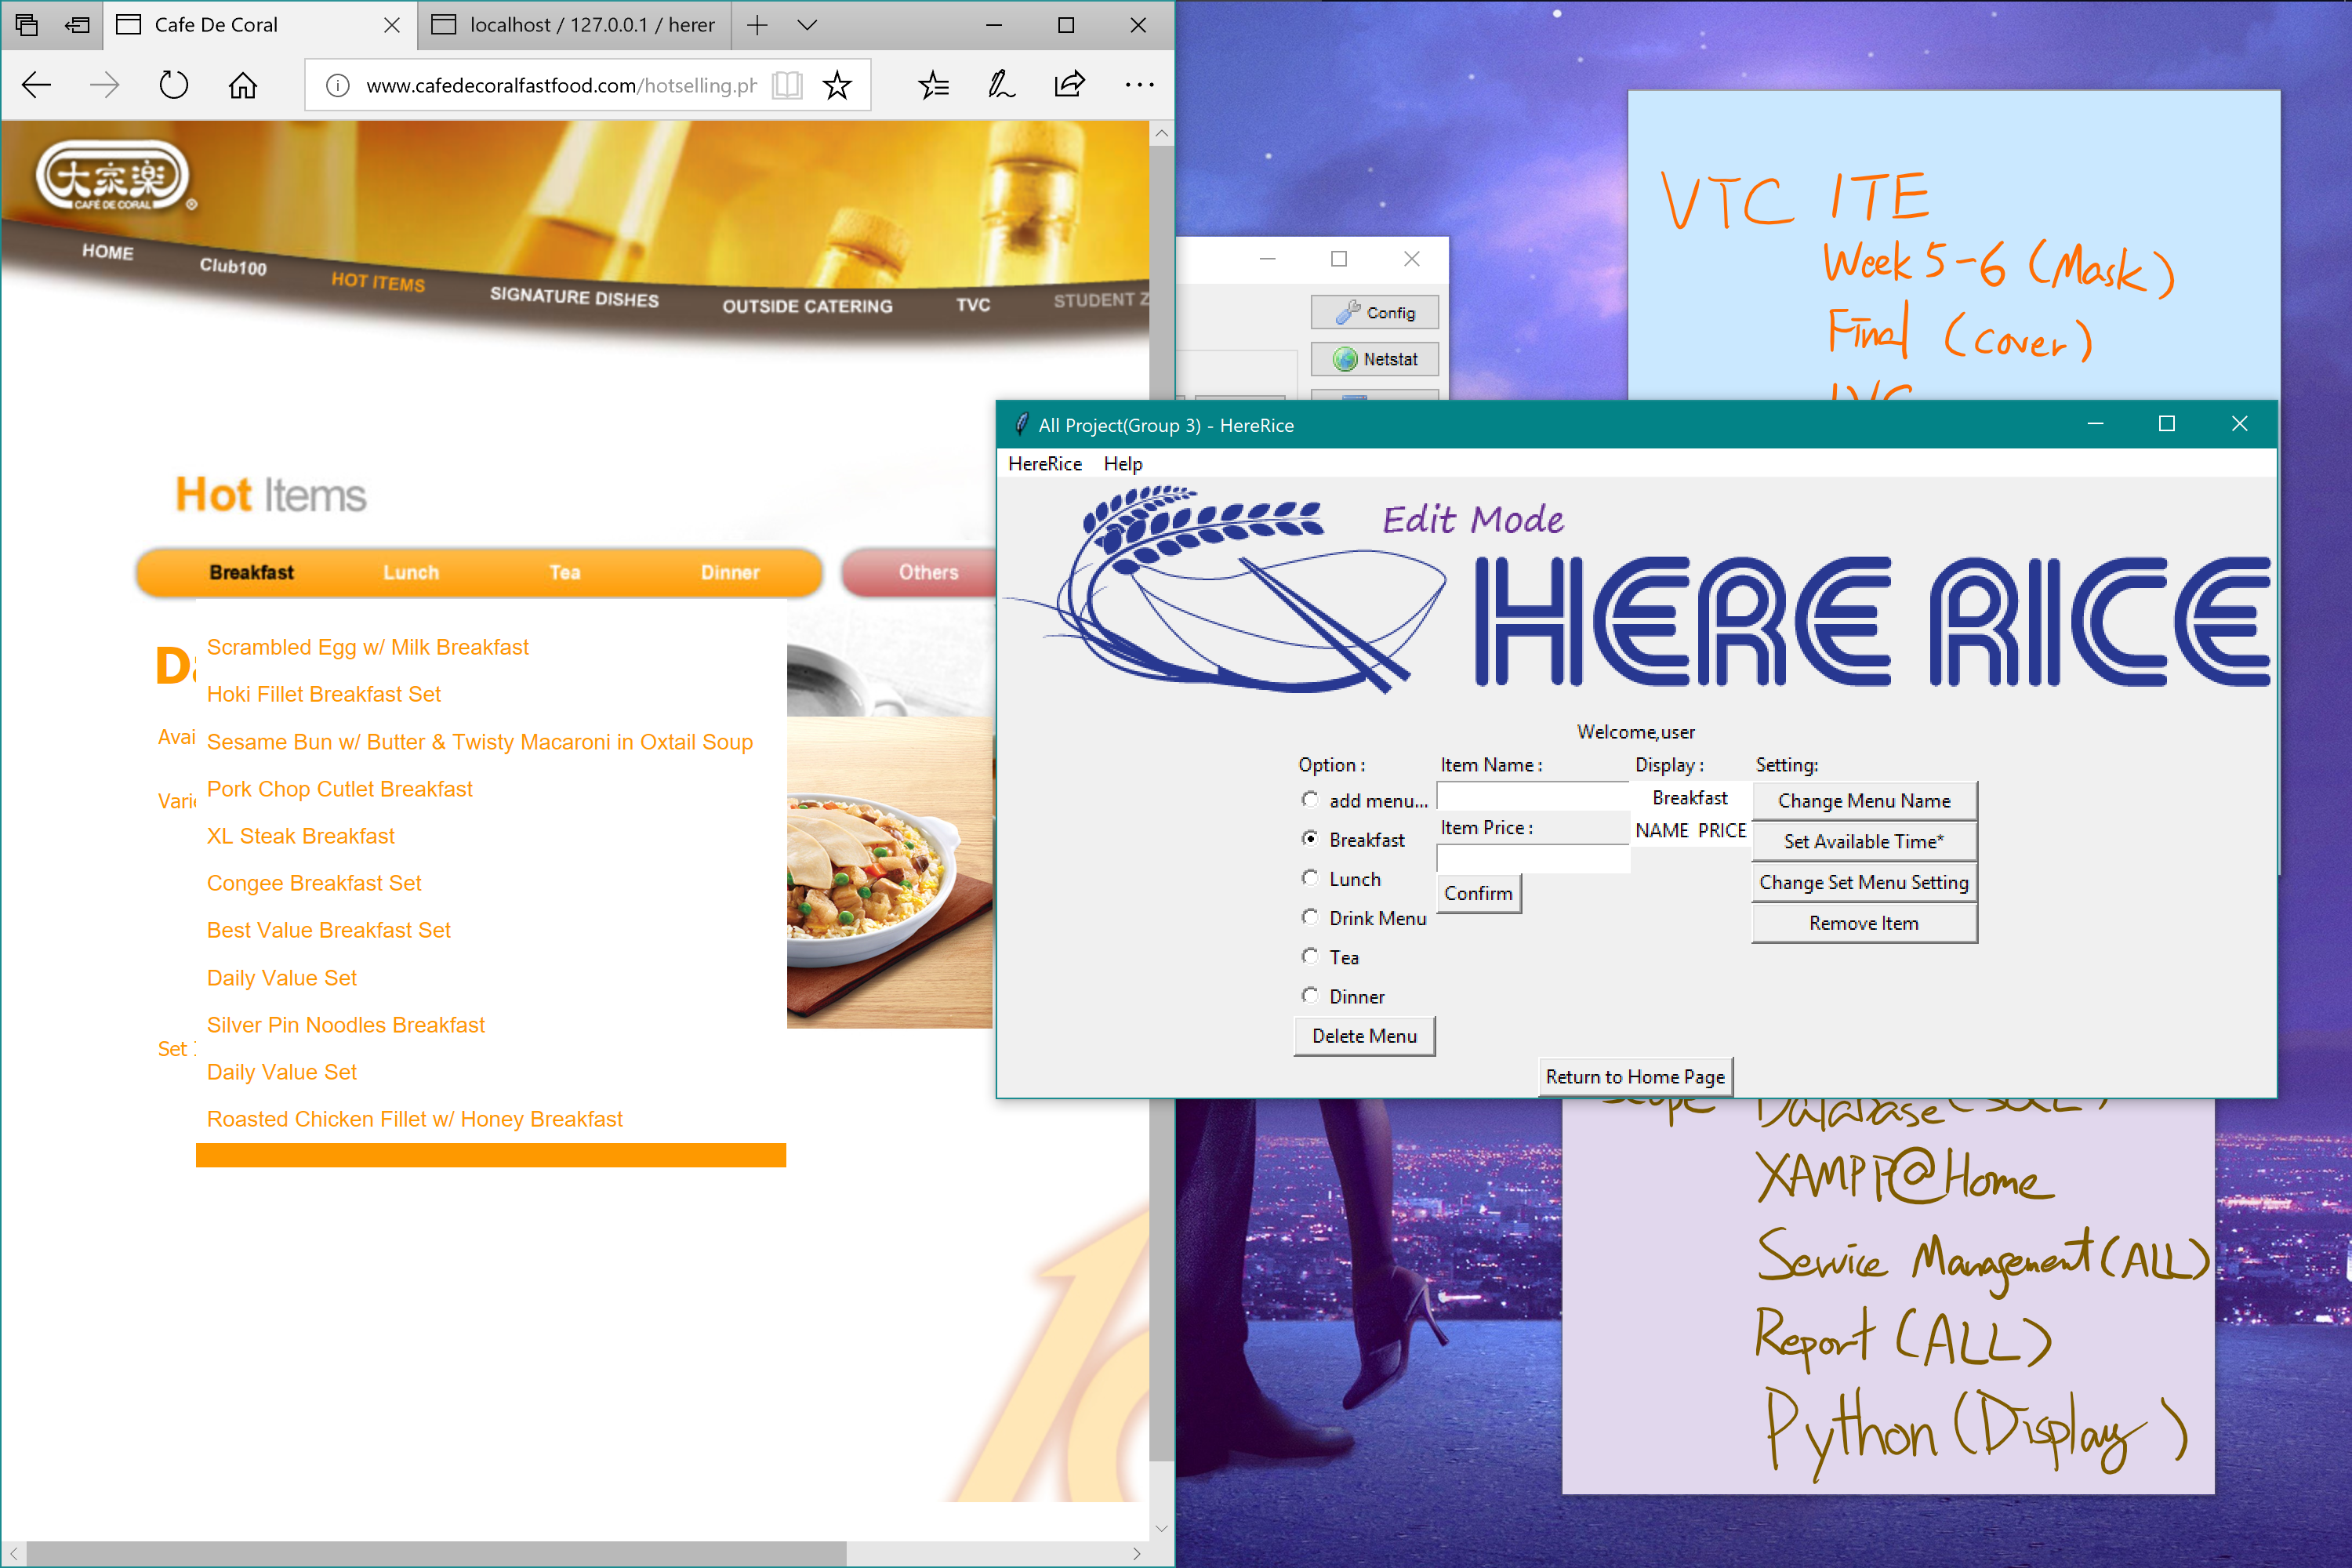 Cafe De Coral
localhost / 127.0.0.1 / herer
www.cafedecoralfastfood.com/hotselling.ph
大家樂
CAFÉ DE CORAL
HOME
Club100
HOT ITEMS
SIGNATURE DISHES
OUTSIDE CATERING
TVC
STUDENT Z
Hot Items
Breakfast
Lunch
Tea
Dinner
Others
Scrambled Egg w/ Milk Breakfast
Hoki Fillet Breakfast Set
Avai
Sesame Bun w/ Butter & Twisty Macaroni in Oxtail Soup
Pork Chop Cutlet Breakfast
XL Steak Breakfast
Congee Breakfast Set
Best Value Breakfast Set
Daily Value Set
Silver Pin Noodles Breakfast
Set
Daily Value Set
Roasted Chicken Fillet w/ Honey Breakfast
Config
Netstat
VTC ITE
Week 5-6 (Mask)
Final (cover)
All Project(Group 3) - HereRice
HereRice Help
Edit Mode
HERE RICE
Welcome,user
Option :
add menu...
Breakfast
Lunch
Drink Menu
Tea
Dinner
Delete Menu
Item Name :
Item Price :
Confirm
Display :
Breakfast
NAME PRICE
Setting:
Change Menu Name
Set Available Time*
Change Set Menu Setting
Remove Item
Return to Home Page
XAMPP@Home
Service Management (ALL)
Report (ALL)
Python (Display)